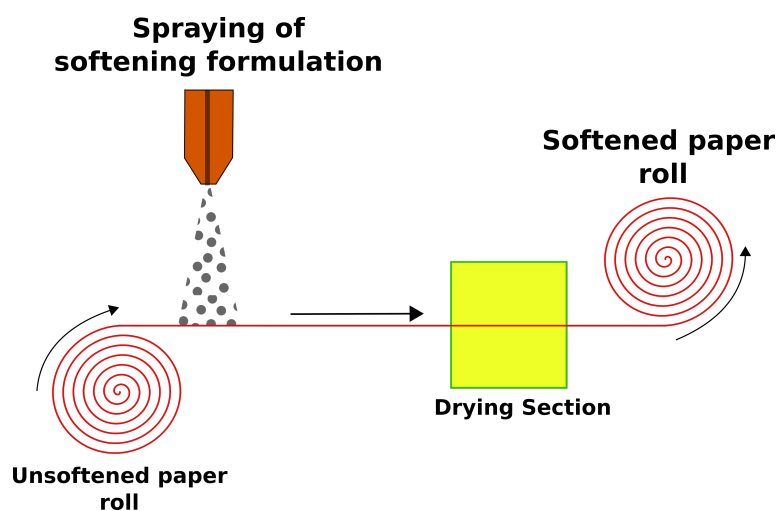 Spraying of
softening formulation
Softened paper
roll
Drying Section
Unsoftened paper
roll